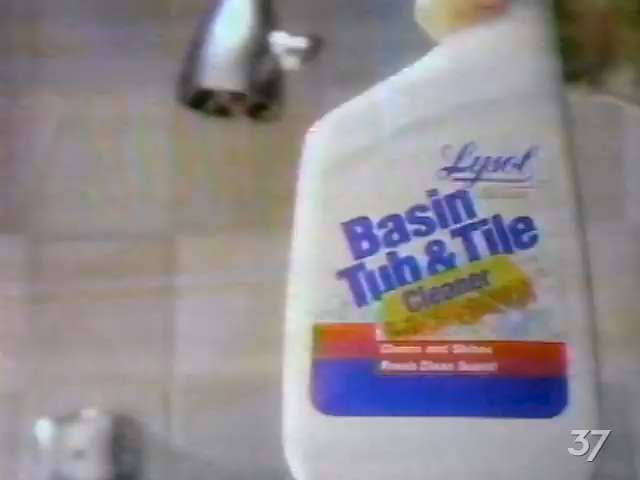 Lysol
Basin
Tub & Tile
Cleaner
Cleans and Shines
Fresh Clean Scent
37